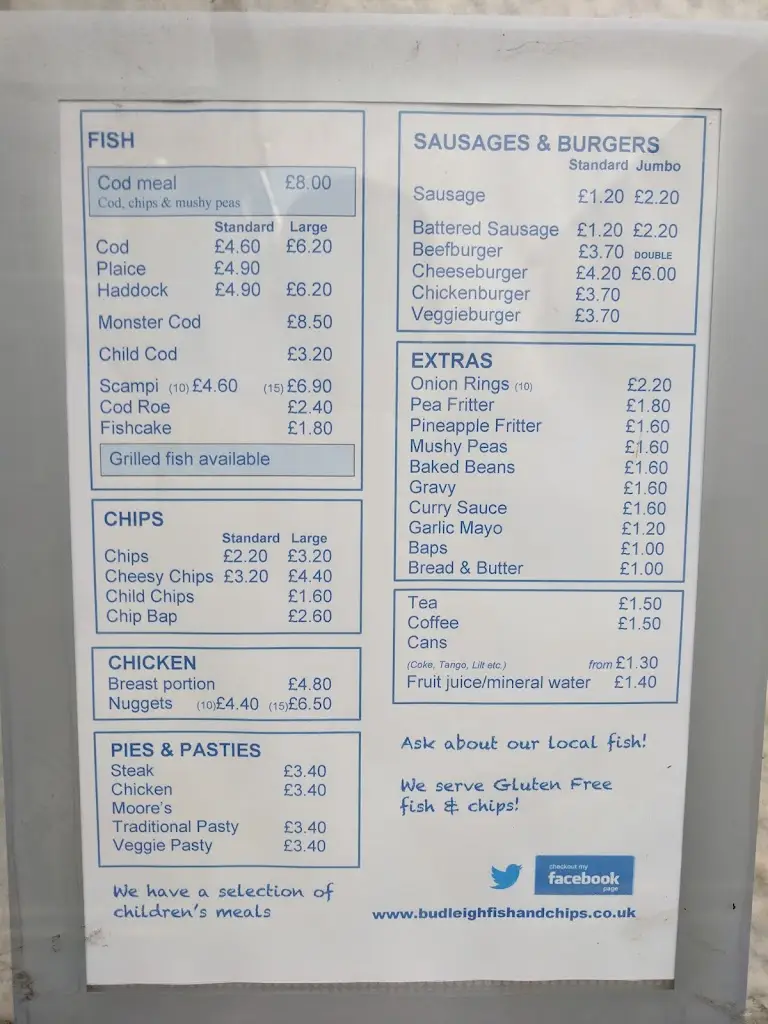 FISH
Cod meal £8.00
Cod, chips & mushy peas
Standard Large
Cod £4.60 £6.20
Plaice £4.90
Haddock £4.90 £6.20
Monster Cod £8.50
Child Cod £3.20
Scampi (10) £4.60 (15) £6.90
Cod Roe £2.40
Fishcake £1.80
Grilled fish available
CHIPS
Standard Large
Chips £2.20 £3.20
Cheesy Chips £3.20 £4.40
Child Chips £1.60
Chip Bap £2.60
CHICKEN
Breast portion £4.80
Nuggets (10) £4.40 (15) £6.50
PIES & PASTIES
Steak £3.40
Chicken £3.40
Moore's
Traditional Pasty £3.40
Veggie Pasty £3.40
We have a selection of
children's meals
SAUSAGES & BURGERS
Standard Jumbo
Sausage £1.20 £2.20
Battered Sausage £1.20 £2.20
Beefburger £3.70 DOUBLE
Cheeseburger £4.20 £6.00
Chickenburger £3.70
Veggieburger £3.70
EXTRAS
Onion Rings (10) £2.20
Pea Fritter £1.80
Pineapple Fritter £1.60
Mushy Peas £1.60
Baked Beans £1.60
Gravy £1.60
Curry Sauce £1.60
Garlic Mayo £1.20
Baps £1.00
Bread & Butter £1.00
Tea £1.50
Coffee £1.50
Cans
(Coke, Tango, Lilt etc.) from £1.30
Fruit juice/mineral water £1.40
Ask about our local fish!
We serve Gluten Free
fish & chips!
checkout my
facebook
page
www.budleighfishandchips.co.uk